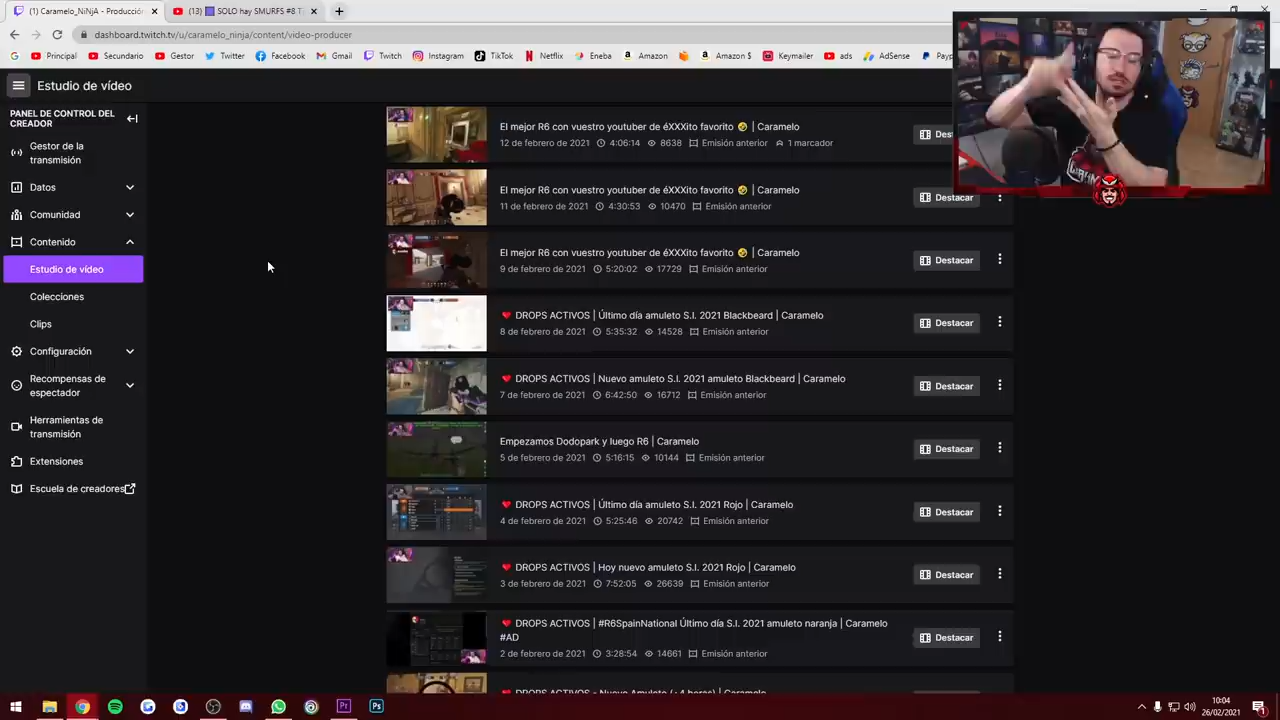 (1) Caramelo_NiNjA - Producció
(13) SOLO hay SMURFS #8 T
dashboard.twitch.tv/u/caramelo_ninja/content/video-producer
Principal
Secundario
Gestor
Twitter
Facebook
Twitch
Instagram
TikTok
Netflix
Eneba
Amazon
Amazon $
Keymailer
ads
AdSense
Payp
Estudio de vídeo
PANEL DE CONTROL DEL
CREADOR
Gestor de la
transmisión
Datos
Comunidad
Contenido
Estudio de vídeo
Colecciones
Clips
Configuración
Recompensas de
espectador
Herramientas de
transmisión
Extensiones
Escuela de creadores
El mejor R6 con vuestro youtuber de éXXXito favorito 🤣 | Caramelo
12 de febrero de 2021 4:06:14 8638 Emisión anterior 1 marcador
Des
El mejor R6 con vuestro youtuber de éXXXito favorito 🤣 | Caramelo
11 de febrero de 2021 4:30:53 10470 Emisión anterior
Destacar
El mejor R6 con vuestro youtuber de éXXXito favorito 🤣 | Caramelo
9 de febrero de 2021 5:20:02 17729 Emisión anterior
Destacar
❤️ DROPS ACTIVOS | Último día amuleto S.I. 2021 Blackbeard | Caramelo
8 de febrero de 2021 5:35:32 14528 Emisión anterior
Destacar
❤️ DROPS ACTIVOS | Nuevo amuleto S.I. 2021 amuleto Blackbeard | Caramelo
7 de febrero de 2021 6:42:50 16712 Emisión anterior
Destacar
Empezamos Dodopark y luego R6 | Caramelo
5 de febrero de 2021 5:16:15 10144 Emisión anterior
Destacar
❤️ DROPS ACTIVOS | Último día amuleto S.I. 2021 Rojo | Caramelo
4 de febrero de 2021 5:25:46 20742 Emisión anterior
Destacar
❤️ DROPS ACTIVOS | Hoy nuevo amuleto S.I. 2021 Rojo | Caramelo
3 de febrero de 2021 7:52:30 26639 Emisión anterior
Destacar
❤️ DROPS ACTIVOS | #R6SpainNational Último día S.I. 2021 amuleto naranja | Caramelo
#AD
2 de febrero de 2021 3:28:54 14661 Emisión anterior
Destacar
❤️ DROPS ACTIVOS - Nuevo Amuleto (+4 horas) | Caramelo
10:04
26/02/2021